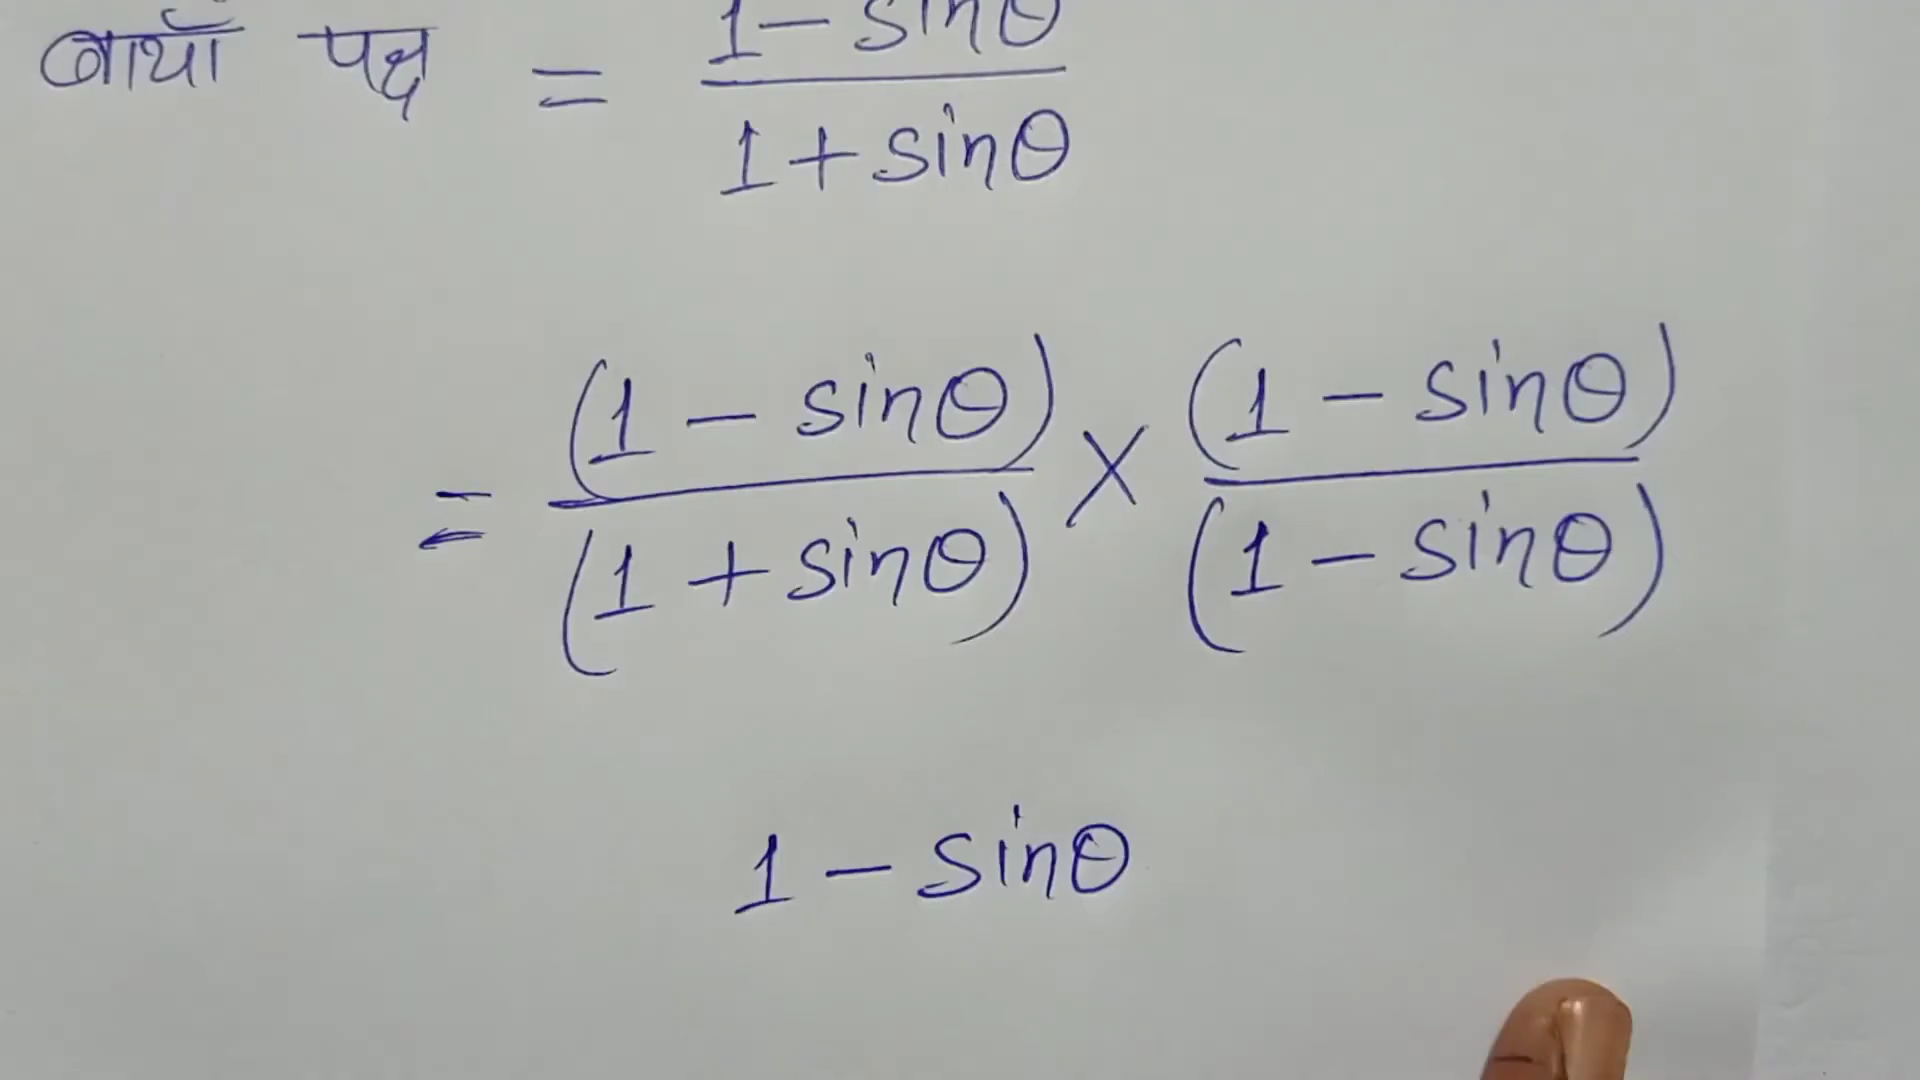 बायाँ पक्ष = 1 - sinθ / 1 + sinθ
= (1 - sinθ) / (1 + sinθ) × (1 - sinθ) / (1 - sinθ)
1 - sinθ